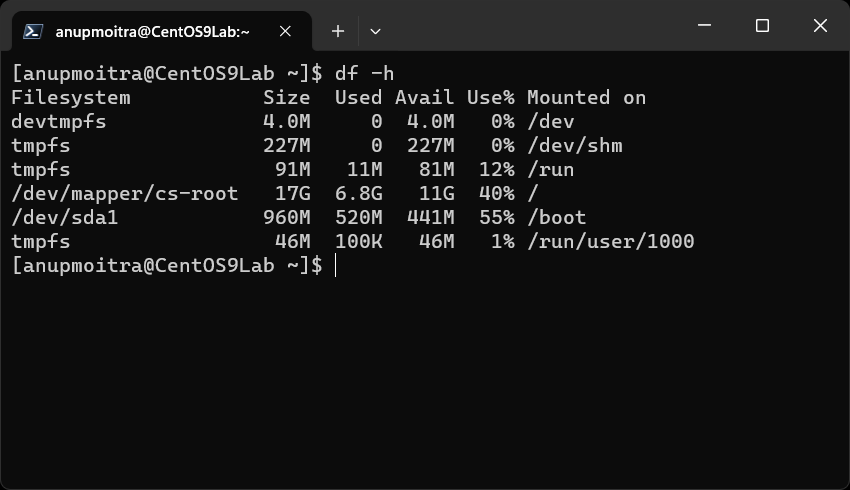 anupmoitra@CentOS9Lab:~
[anupmoitra@CentOS9Lab ~]$ df -h
Filesystem           Size  Used Avail Use% Mounted on
devtmpfs             4.0M     0  4.0M   0% /dev
tmpfs                227M     0  227M   0% /dev/shm
tmpfs                 91M   11M   81M  12% /run
/dev/mapper/cs-root   17G  6.8G   11G  40% /
/dev/sda1            960M  520M  441M  55% /boot
tmpfs                 46M  100K   46M   1% /run/user/1000
[anupmoitra@CentOS9Lab ~]$